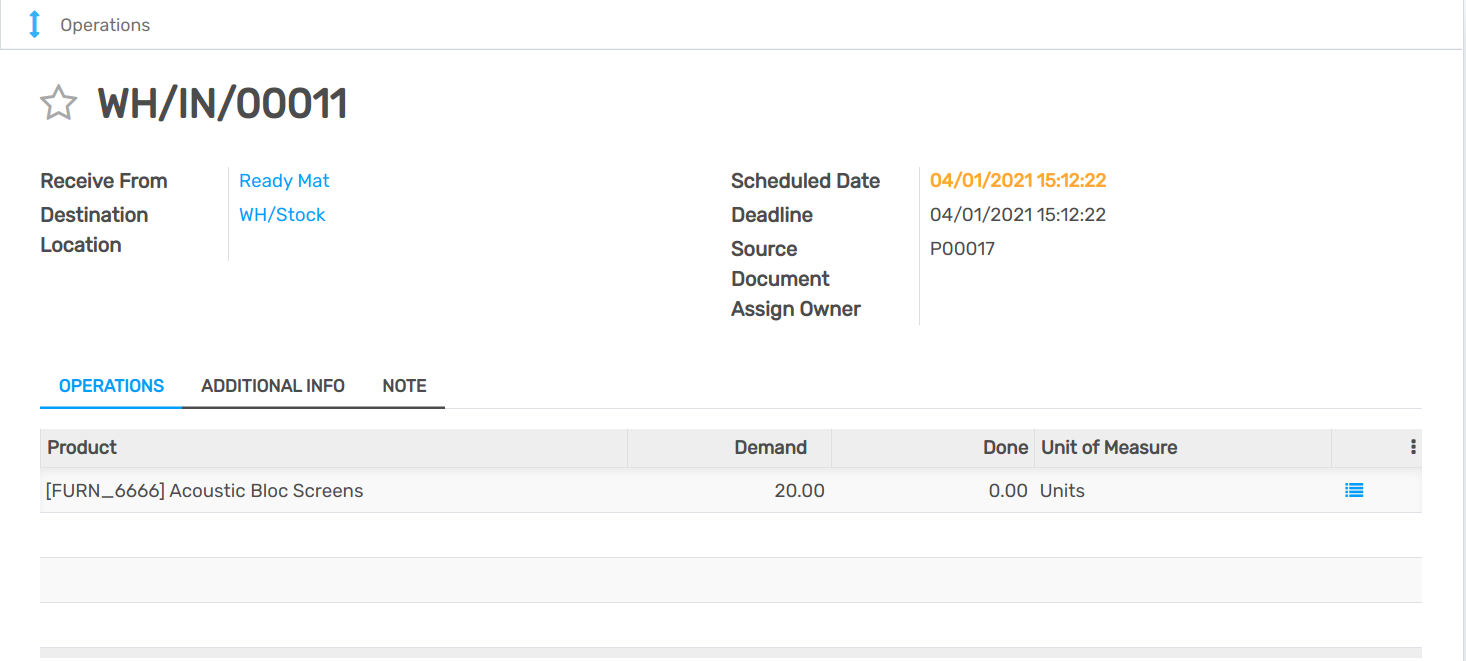 Operations
WH/IN/00011
Receive From Ready Mat
Destination Location WH/Stock
Scheduled Date 04/01/2021 15:12:22
Deadline 04/01/2021 15:12:22
Source Document P00017
Assign Owner
OPERATIONS ADDITIONAL INFO NOTE
Product Demand Done Unit of Measure
[FURN_6666] Acoustic Bloc Screens 20.00 0.00 Units